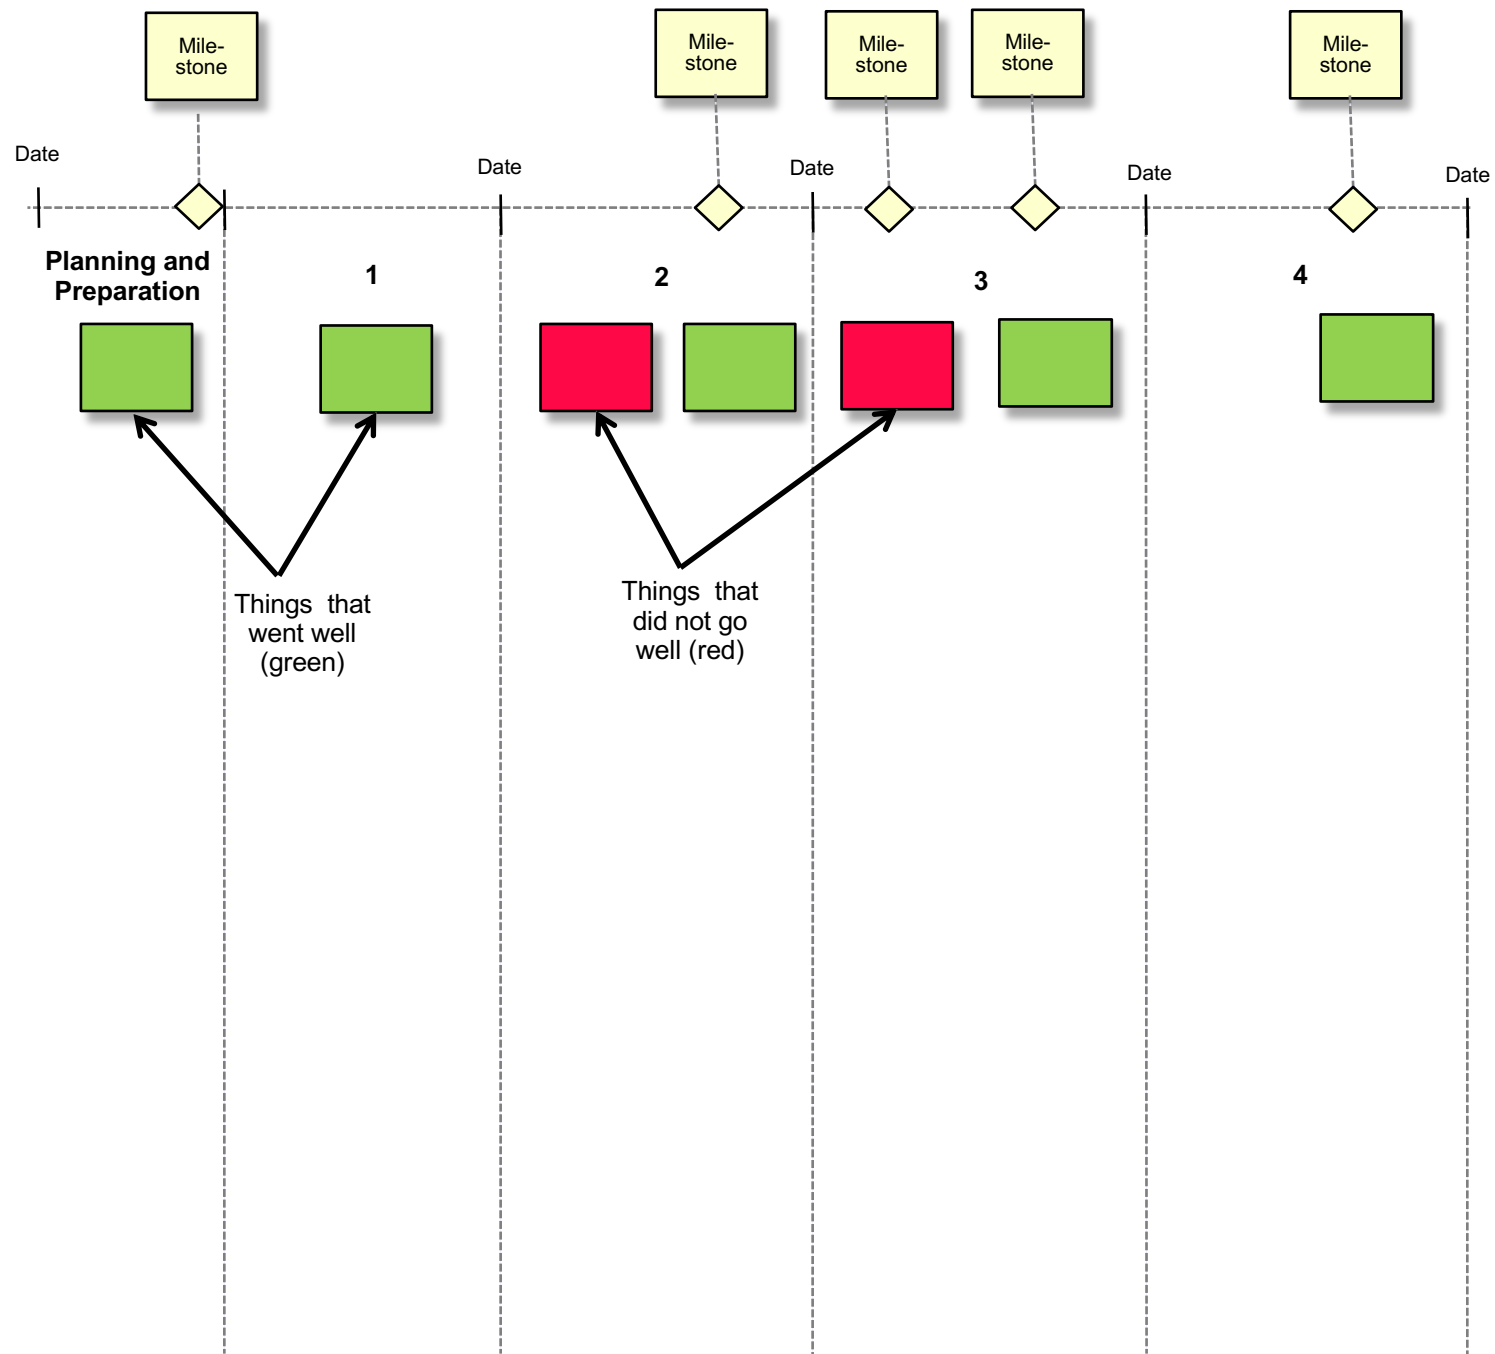 Mile-
stone
Mile-
stone
Mile-
stone
Mile-
stone
Mile-
stone
Date
Date
Date
Date
Date
Planning and
Preparation
1
2
3
4
Things that
went well
(green)
Things that
did not go
well (red)